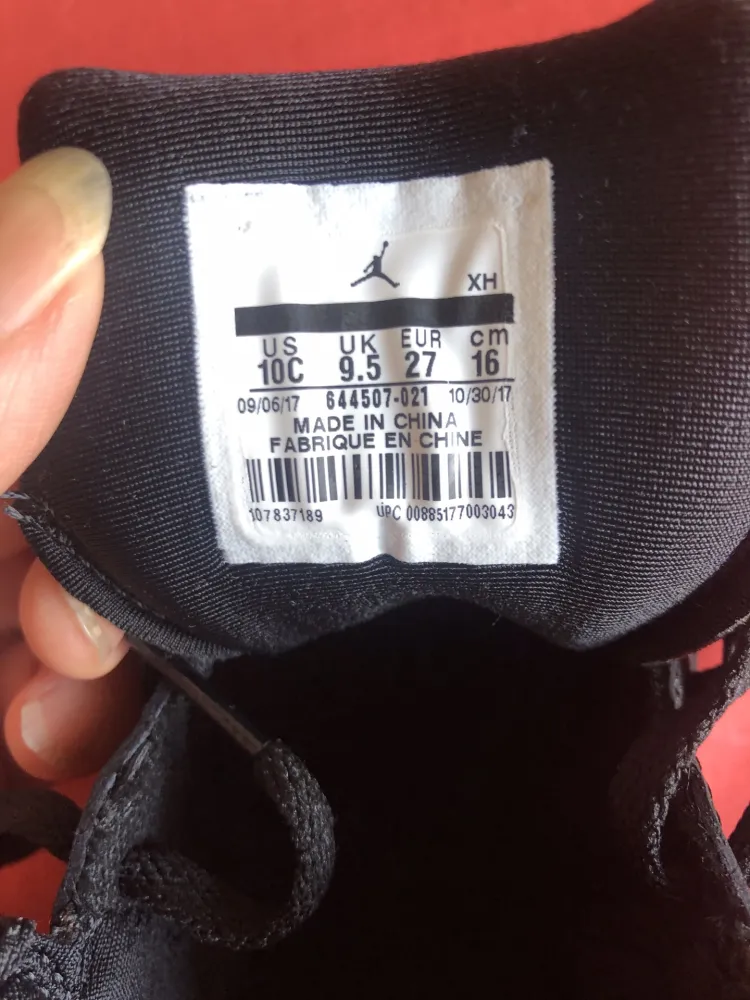 XH
US UK EUR cm
10C 9.5 27 16
09/06/17 644507-021 10/30/17
MADE IN CHINA
FABRIQUE EN CHINE
107837189 UPC 00885177003043